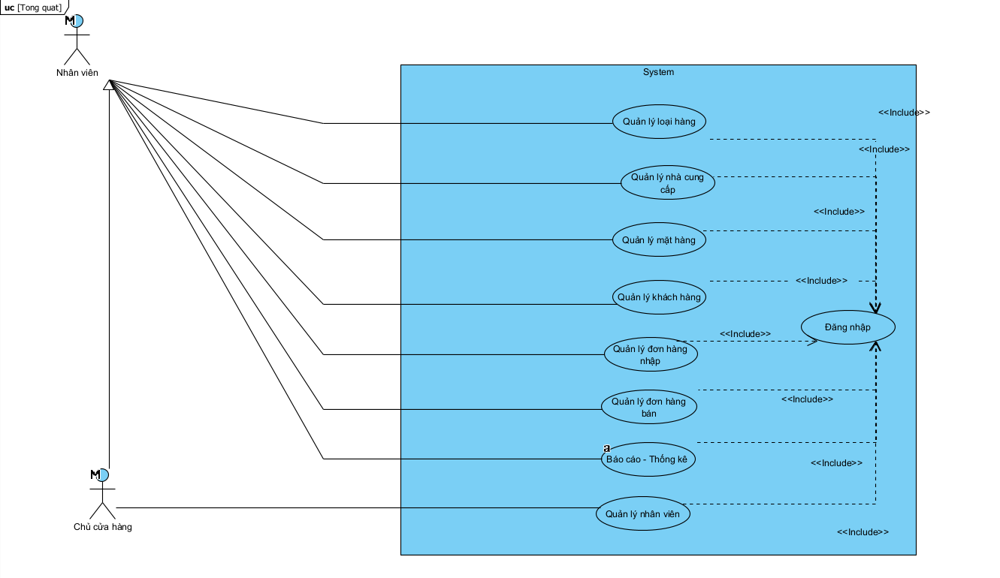 uc [Tong quat]
M
Nhân viên
System
<<Include>>
Quản lý loại hàng
<<Include>>
Quản lý nhà cung
cấp
<<Include>>
Quản lý mặt hàng
<<Include>>
Quản lý khách hàng
Đăng nhập
<<Include>>
Quản lý đơn hàng
nhập
<<Include>>
Quản lý đơn hàng
bán
a
Báo cáo - Thống kê
<<Include>>
M
Quản lý nhân viên
Chủ cửa hàng
<<Include>>